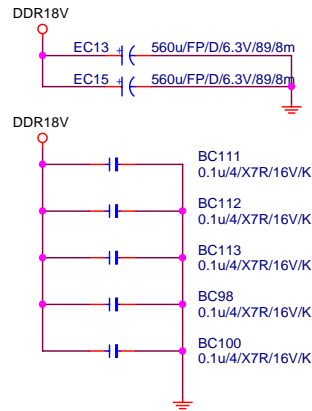 DDR18V
EC13 + 560u/FP/D/6.3V/89/8m
EC15 + 560u/FP/D/6.3V/89/8m
DDR18V
BC111
0.1u/4/X7R/16V/K
BC112
0.1u/4/X7R/16V/K
BC113
0.1u/4/X7R/16V/K
BC98
0.1u/4/X7R/16V/K
BC100
0.1u/4/X7R/16V/K